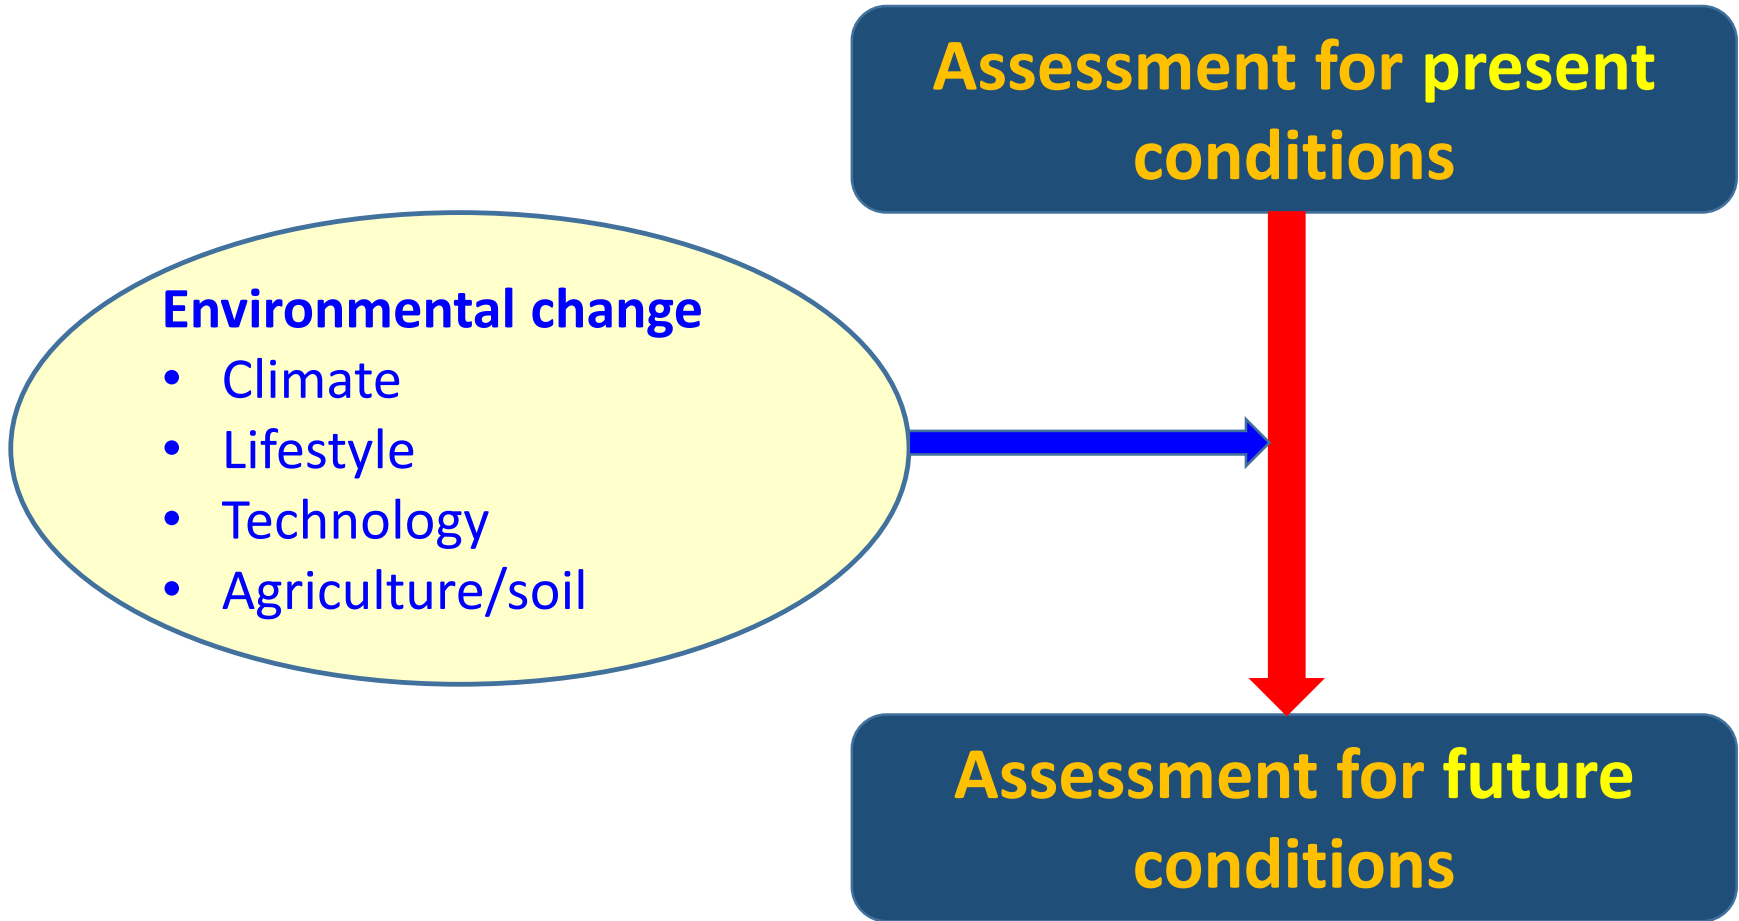 Assessment for present
conditions
Environmental change
• Climate
• Lifestyle
• Technology
• Agriculture/soil
Assessment for future
conditions